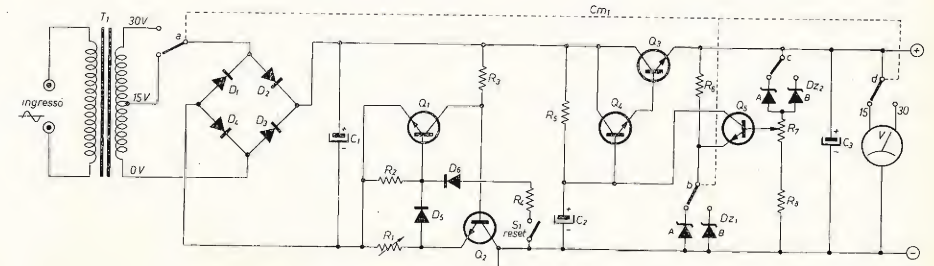 T1
30V
15V
0V
ingresso
a
D1
D2
D4
D3
C1
+
-
Cm1
Q1
R2
D6
D5
R1
R3
R4
S1
reset
Q2
R5
Q4
Q3
C2
+
-
R6
Q5
b
A
B
Dz1
c
A
B
Dz2
R7
R8
C3
+
-
d
15
30
V
+
-